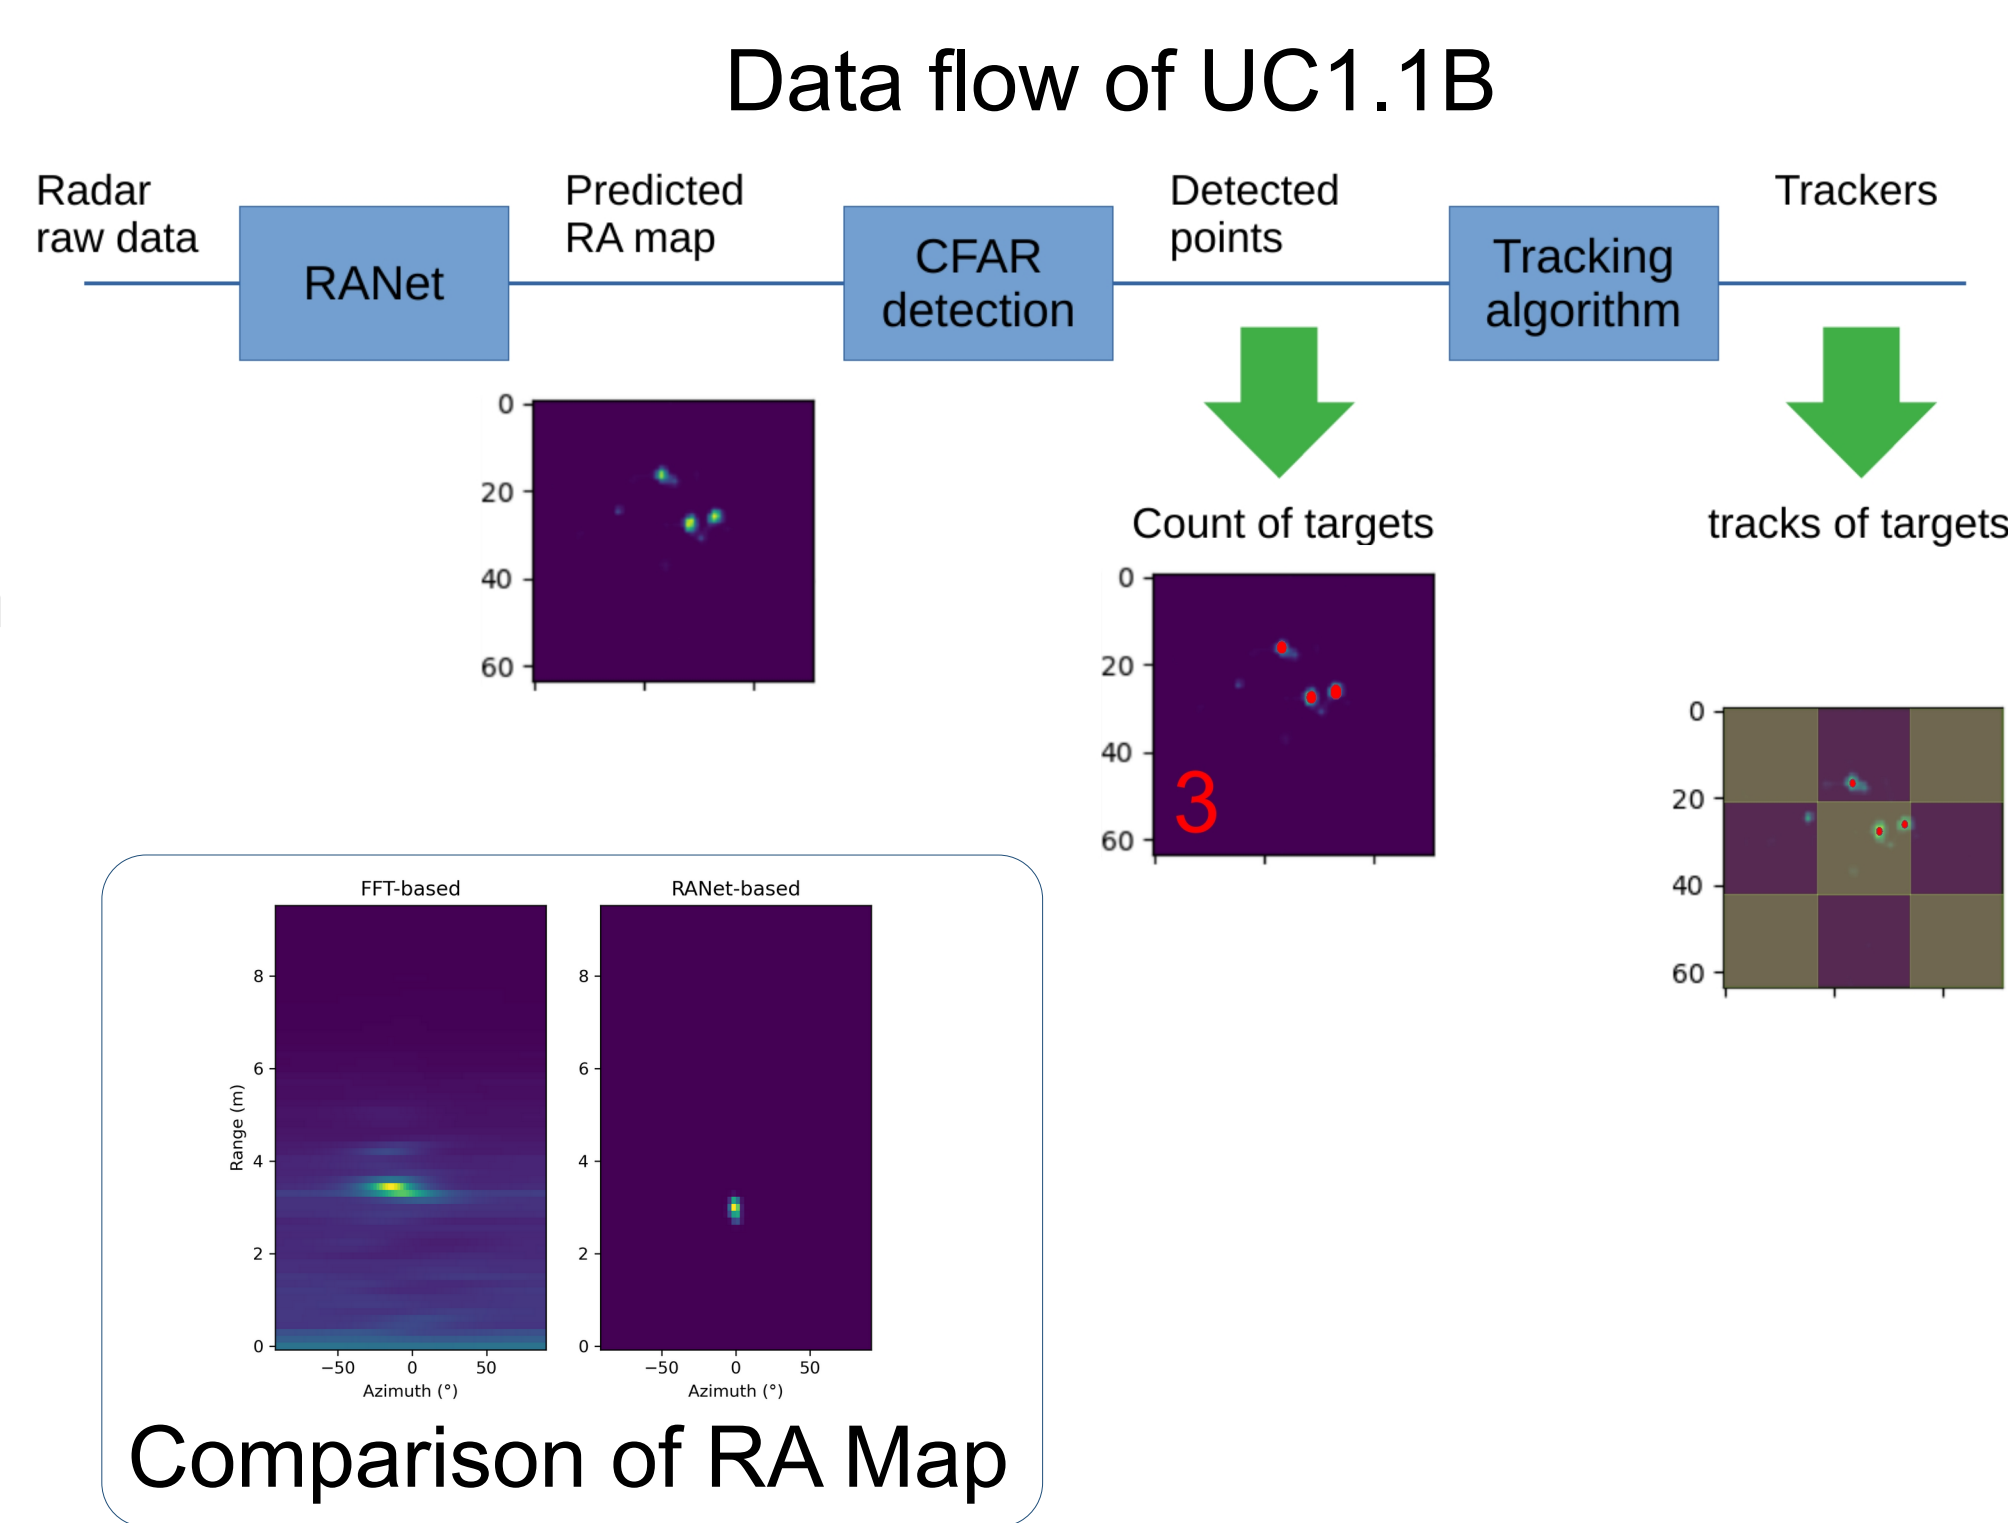 Data flow of UC1.1B
Radar
raw data
RANet
Predicted
RA map
CFAR
detection
Detected
points
Tracking
algorithm
Trackers
0
20
40
60
Count of targets
0
20
40
60
3
tracks of targets
0
20
40
60
FFT-based
8
6
4
2
0
Range (m)
−50 0 50
Azimuth (°)
RANet-based
8
6
4
2
0
−50 0 50
Azimuth (°)
Comparison of RA Map